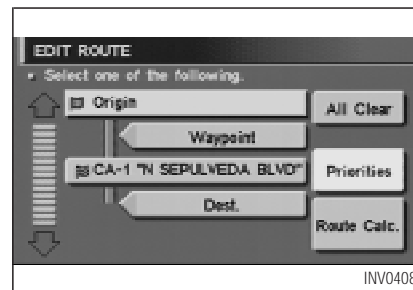 EDIT ROUTE
Select one of the following.
Origin
All Clear
Waypoint
CA-1 "N SEPULVEDA BLVD"
Priorities
Dest.
Route Calc.
INV0408